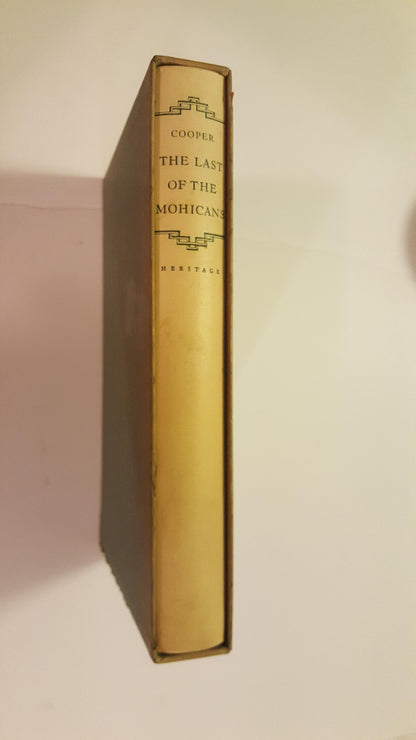 COOPER
THE LAST
OF THE
MOHICANS
HERITAGE